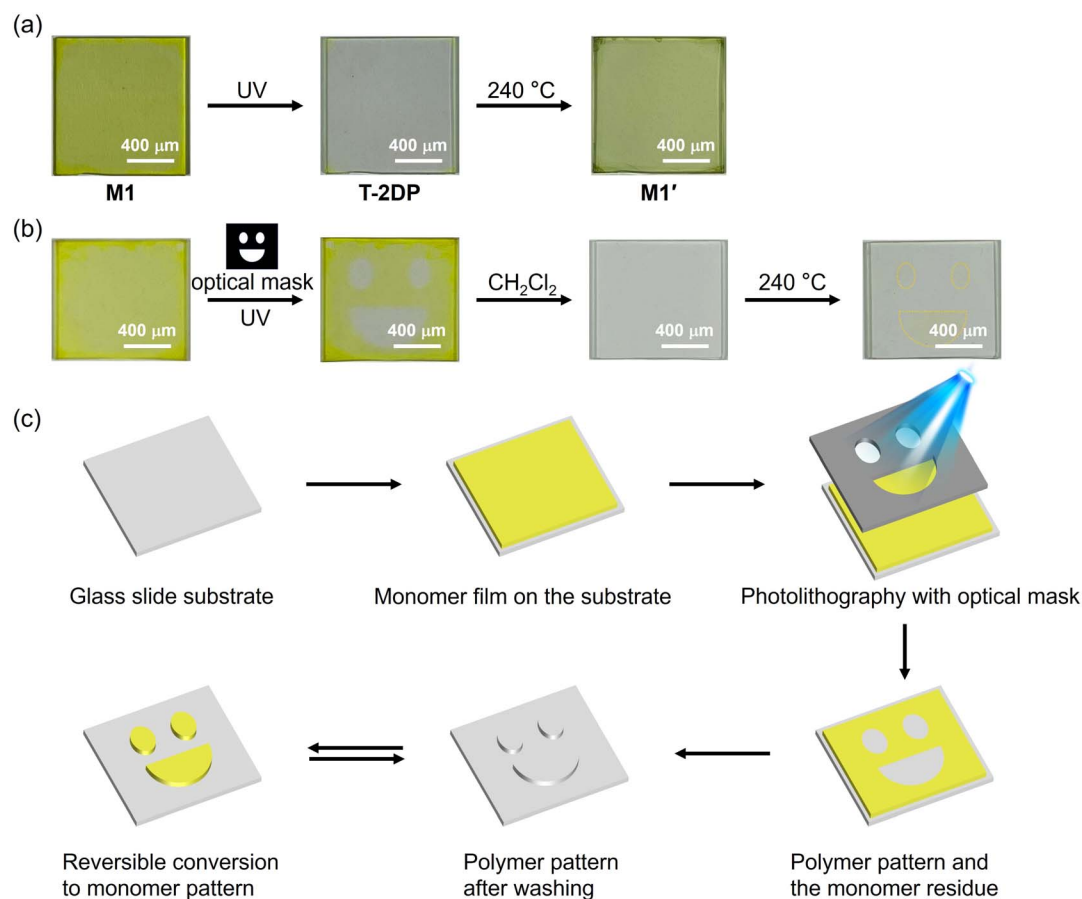 (a)
UV
240 °C
400 μm
400 μm
400 μm
M1
T-2DP
M1′
(b)
optical mask
UV
CH₂Cl₂
240 °C
400 μm
400 μm
400 μm
400 μm
(c)
Glass slide substrate
Monomer film on the substrate
Photolithography with optical mask
Reversible conversion
to monomer pattern
Polymer pattern
after washing
Polymer pattern and
the monomer residue